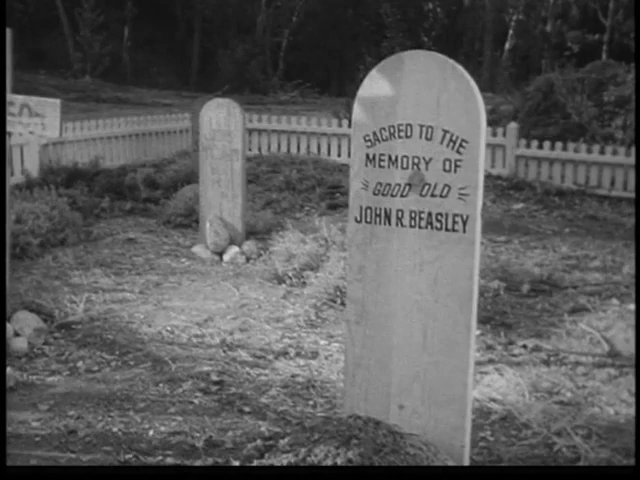 SACRED TO THE
MEMORY OF
GOOD OLD
JOHN R. BEASLEY